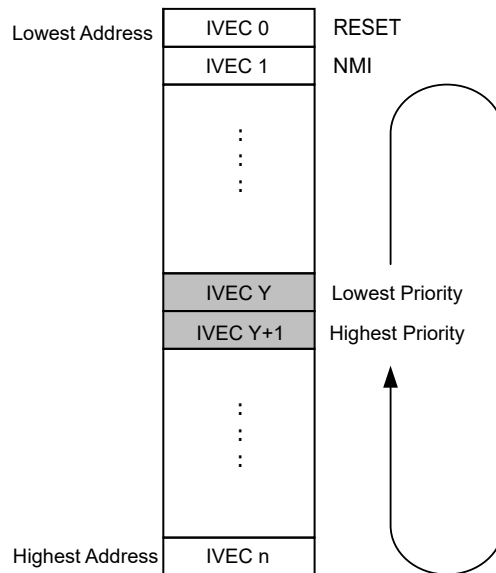 Lowest Address IVEC 0 RESET
IVEC 1 NMI
IVEC Y Lowest Priority
IVEC Y+1 Highest Priority
Highest Address IVEC n